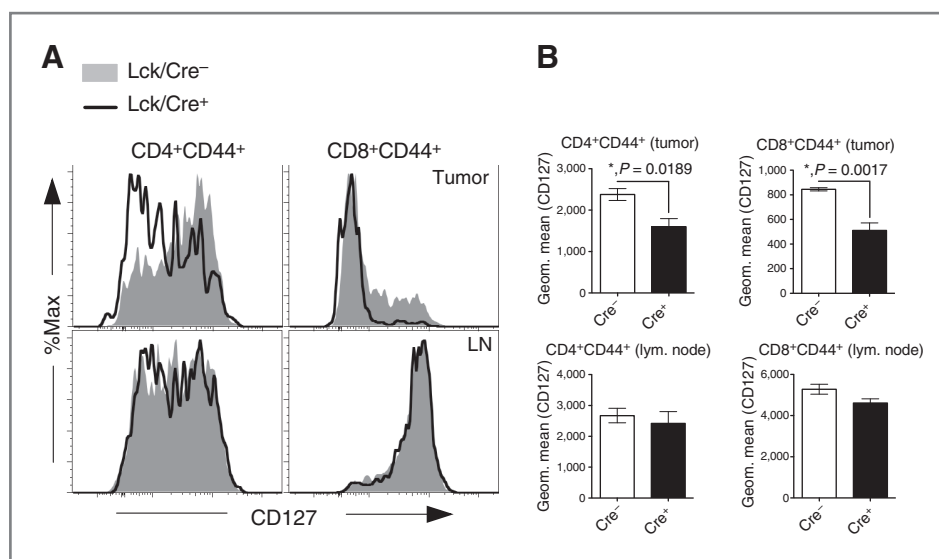 A
Lck/Cre⁻
Lck/Cre⁺
CD4⁺CD44⁺
CD8⁺CD44⁺
Tumor
LN
%Max
CD127
B
CD4⁺CD44⁺ (tumor)
*,P = 0.0189
Geom. mean (CD127)
3,000
2,000
1,000
0
Cre⁻
Cre⁺
CD8⁺CD44⁺ (tumor)
*,P = 0.0017
Geom. mean (CD127)
1,000
800
600
400
200
0
Cre⁻
Cre⁺
CD4⁺CD44⁺ (lym. node)
Geom. mean (CD127)
4,000
3,000
2,000
1,000
0
Cre⁻
Cre⁺
CD8⁺CD44⁺ (lym. node)
Geom. mean (CD127)
6,000
4,000
2,000
0
Cre⁻
Cre⁺